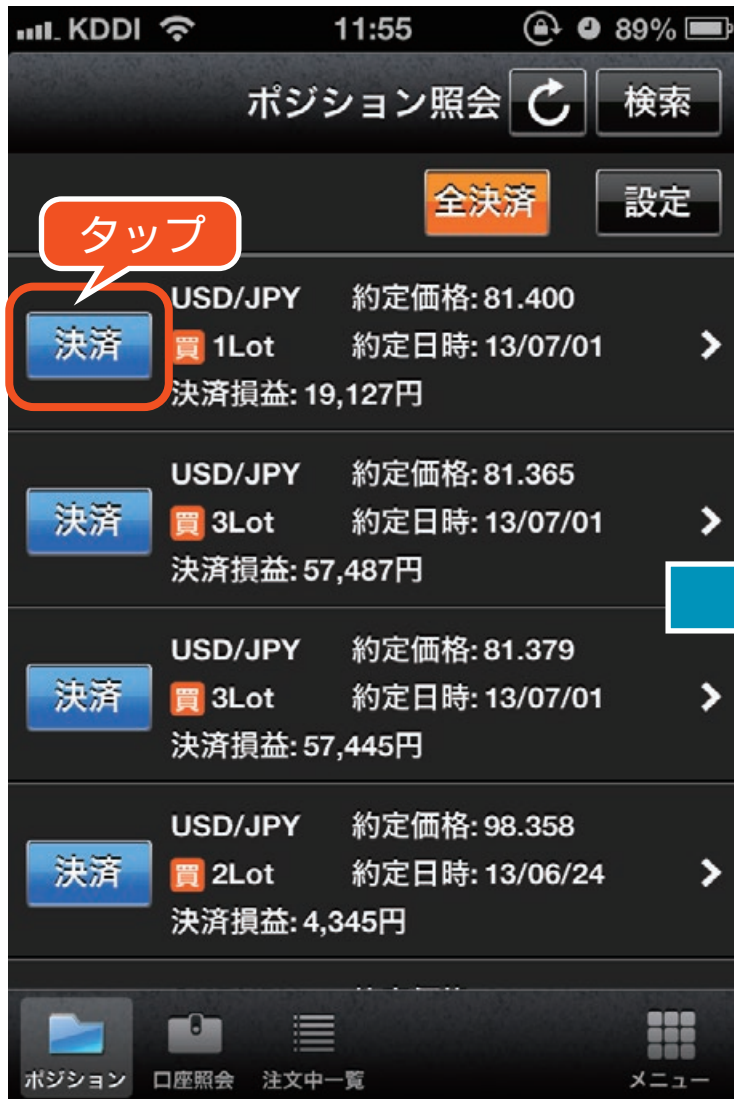 KDDI 11:55 89%
ポジション照会 検索
全決済 設定
タップ
USD/JPY 約定価格: 81.400
決済 買 1Lot 約定日時: 13/07/01
決済損益: 19,127円
USD/JPY 約定価格: 81.365
決済 買 3Lot 約定日時: 13/07/01
決済損益: 57,487円
USD/JPY 約定価格: 81.379
決済 買 3Lot 約定日時: 13/07/01
決済損益: 57,445円
USD/JPY 約定価格: 98.358
決済 買 2Lot 約定日時: 13/06/24
決済損益: 4,345円
ポジション 口座照会 注文中一覧 メニュー